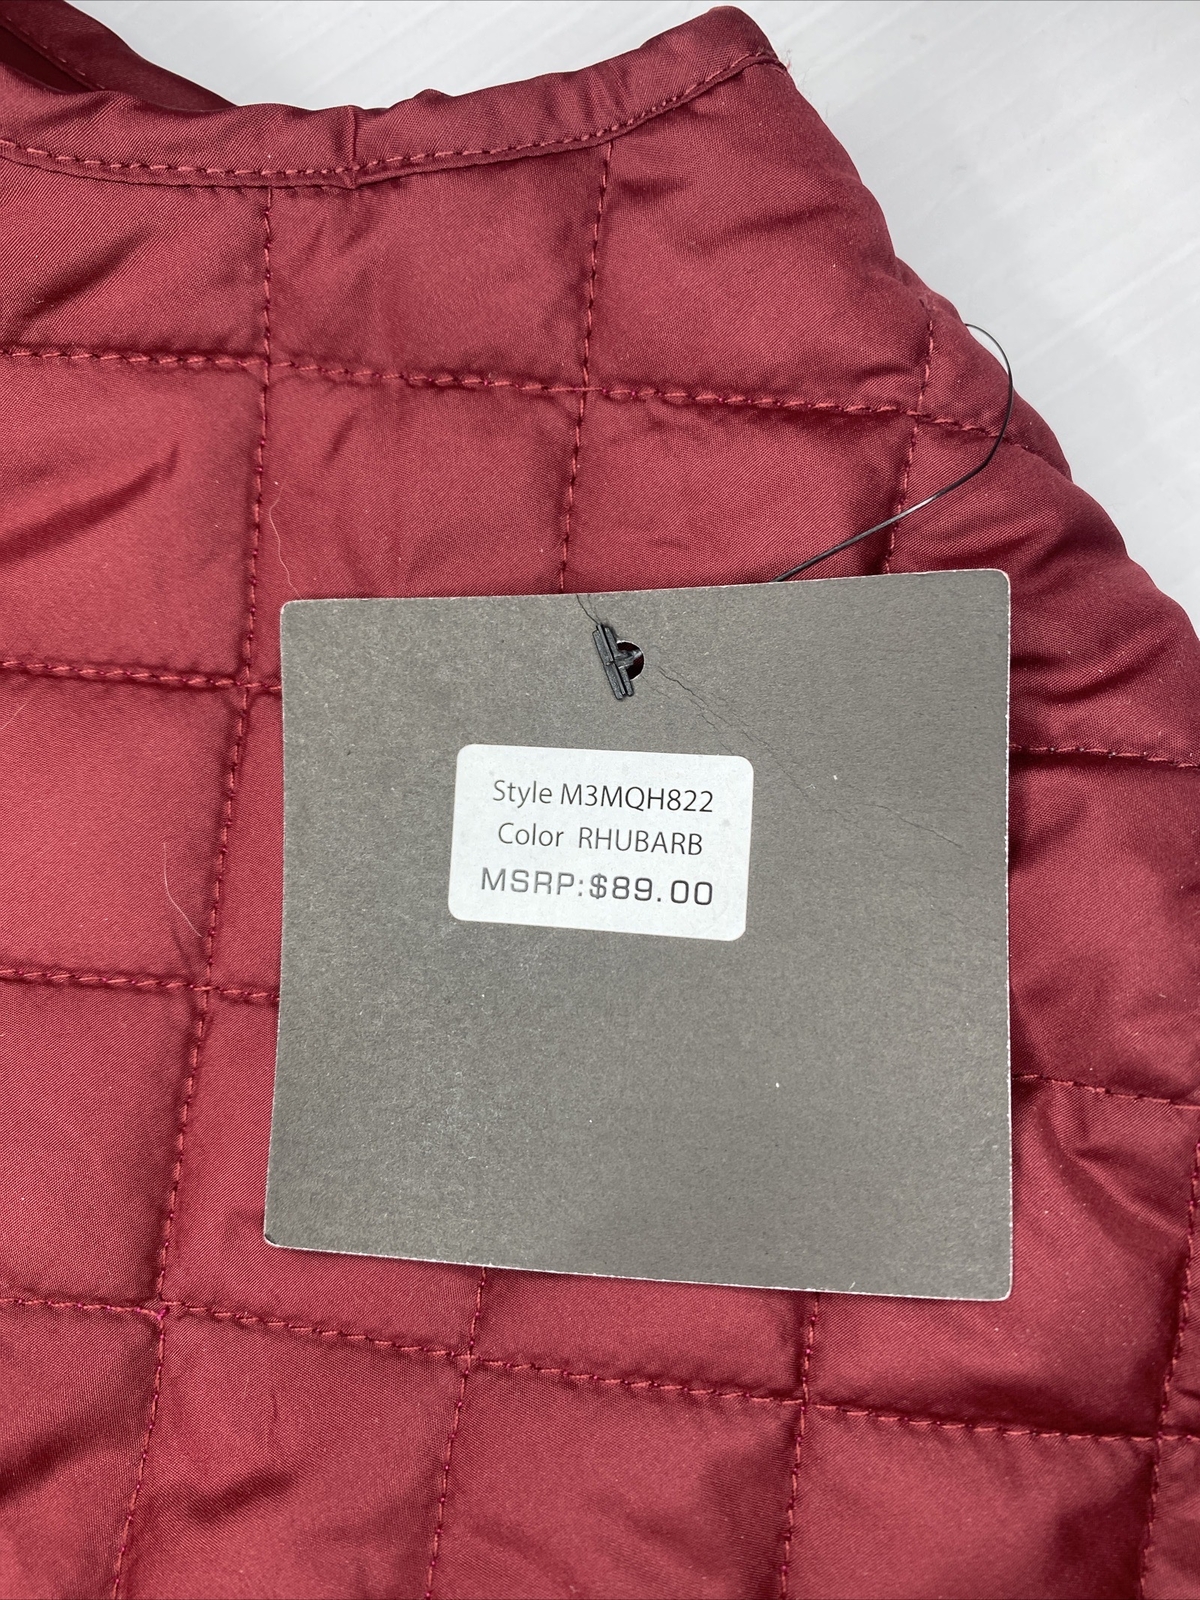 Style M3MQH822
Color RHUBARB
MSRP:$89.00